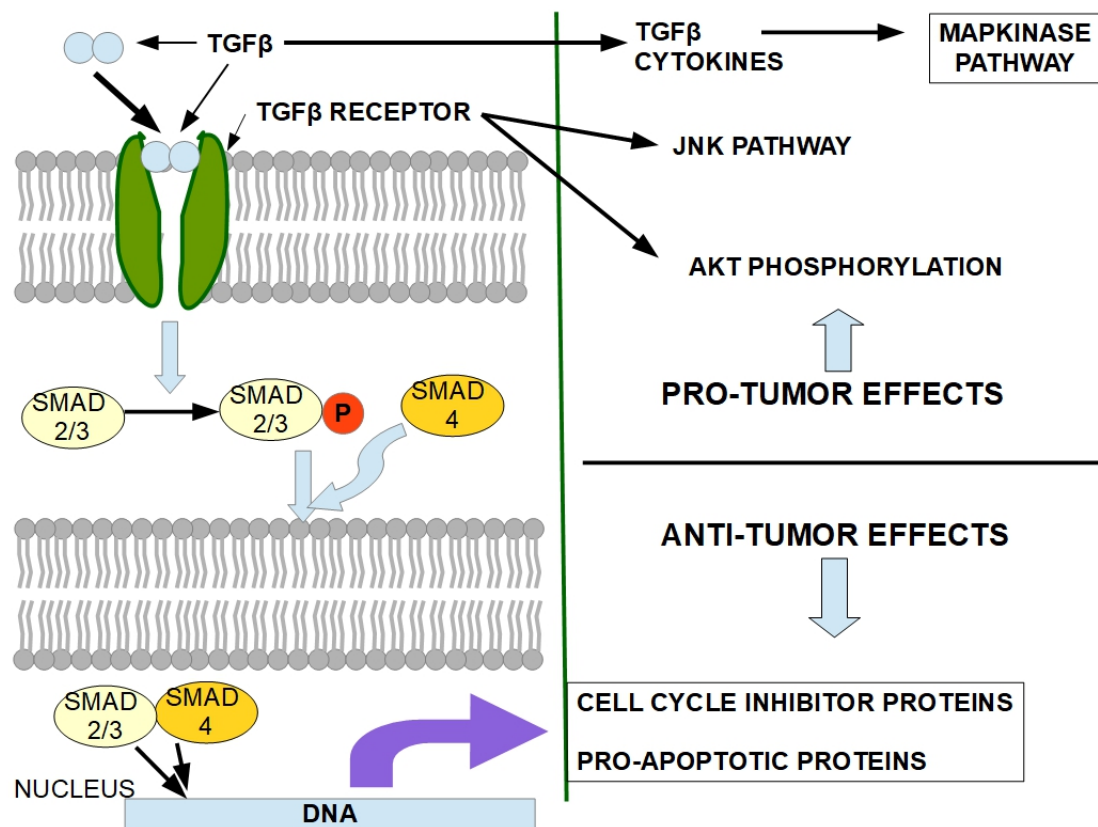 TGFβ
TGFβ
CYTOKINES
MAPKINASE
PATHWAY
TGFβ RECEPTOR
JNK PATHWAY
AKT PHOSPHORYLATION
SMAD
2/3
SMAD
2/3
P
SMAD
4
PRO-TUMOR EFFECTS
ANTI-TUMOR EFFECTS
SMAD
2/3
SMAD
4
CELL CYCLE INHIBITOR PROTEINS
PRO-APOPTOTIC PROTEINS
NUCLEUS
DNA